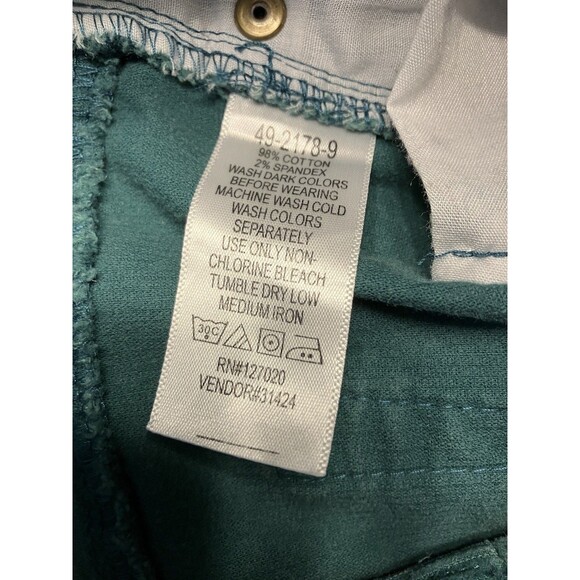 49-2178-9
98% COTTON
2% SPANDEX
WASH DARK COLORS
BEFORE WEARING
MACHINE WASH COLD
WASH COLORS
SEPARATELY
USE ONLY NON-
CHLORINE BLEACH
TUMBLE DRY LOW
MEDIUM IRON
30C
RN#127020
VENDOR#31424